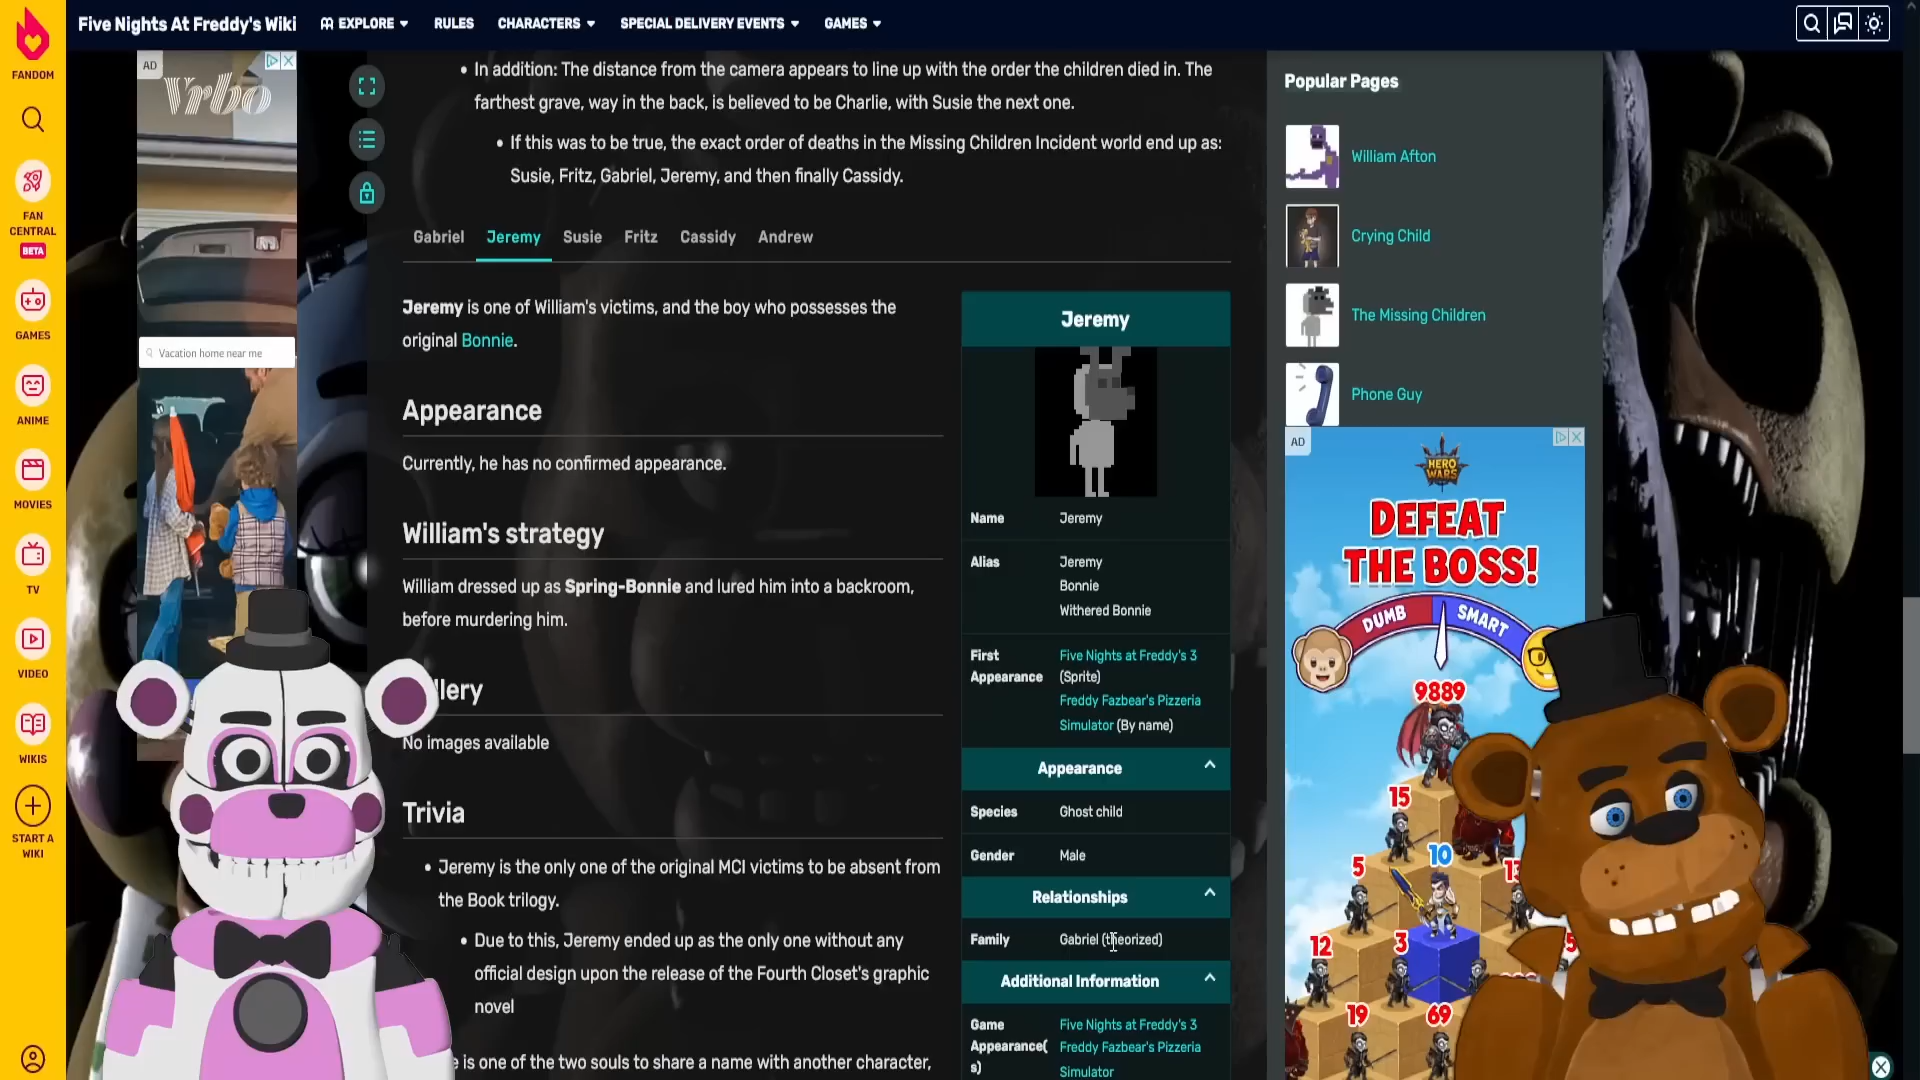 Five Nights At Freddy's Wiki
EXPLORE
RULES
CHARACTERS
SPECIAL DELIVERY EVENTS
GAMES
FANDOM
FAN
CENTRAL
BETA
GAMES
ANIME
MOVIES
TV
VIDEO
WIKIS
START A
WIKI
AD
Vrbo
Vacation home near me
In addition: The distance from the camera appears to line up with the order the children died in. The
farthest grave, way in the back, is believed to be Charlie, with Susie the next one.
If this was to be true, the exact order of deaths in the Missing Children Incident world end up as:
Susie, Fritz, Gabriel, Jeremy, and then finally Cassidy.
Gabriel
Jeremy
Susie
Fritz
Cassidy
Andrew
Jeremy is one of William's victims, and the boy who possesses the
original Bonnie.
Appearance
Currently, he has no confirmed appearance.
William's strategy
William dressed up as Spring-Bonnie and lured him into a backroom,
before murdering him.
llery
No images available
Trivia
Jeremy is the only one of the original MCI victims to be absent from
the Book trilogy.
Due to this, Jeremy ended up as the only one without any
official design upon the release of the Fourth Closet's graphic
novel
e is one of the two souls to share a name with another character,
Jeremy
Name
Jeremy
Alias
Jeremy
Bonnie
Withered Bonnie
First
Appearance
Five Nights at Freddy's 3
(Sprite)
Freddy Fazbear's Pizzeria
Simulator (By name)
Appearance
Species
Ghost child
Gender
Male
Relationships
Family
Gabriel (theorized)
Additional Information
Game
Appearance(
s)
Five Nights at Freddy's 3
Freddy Fazbear's Pizzeria
Simulator
Popular Pages
William Afton
Crying Child
The Missing Children
Phone Guy
AD
HERO
WARS
DEFEAT
THE BOSS!
DUMB
SMART
9889
15
10
5
12
3
19
69